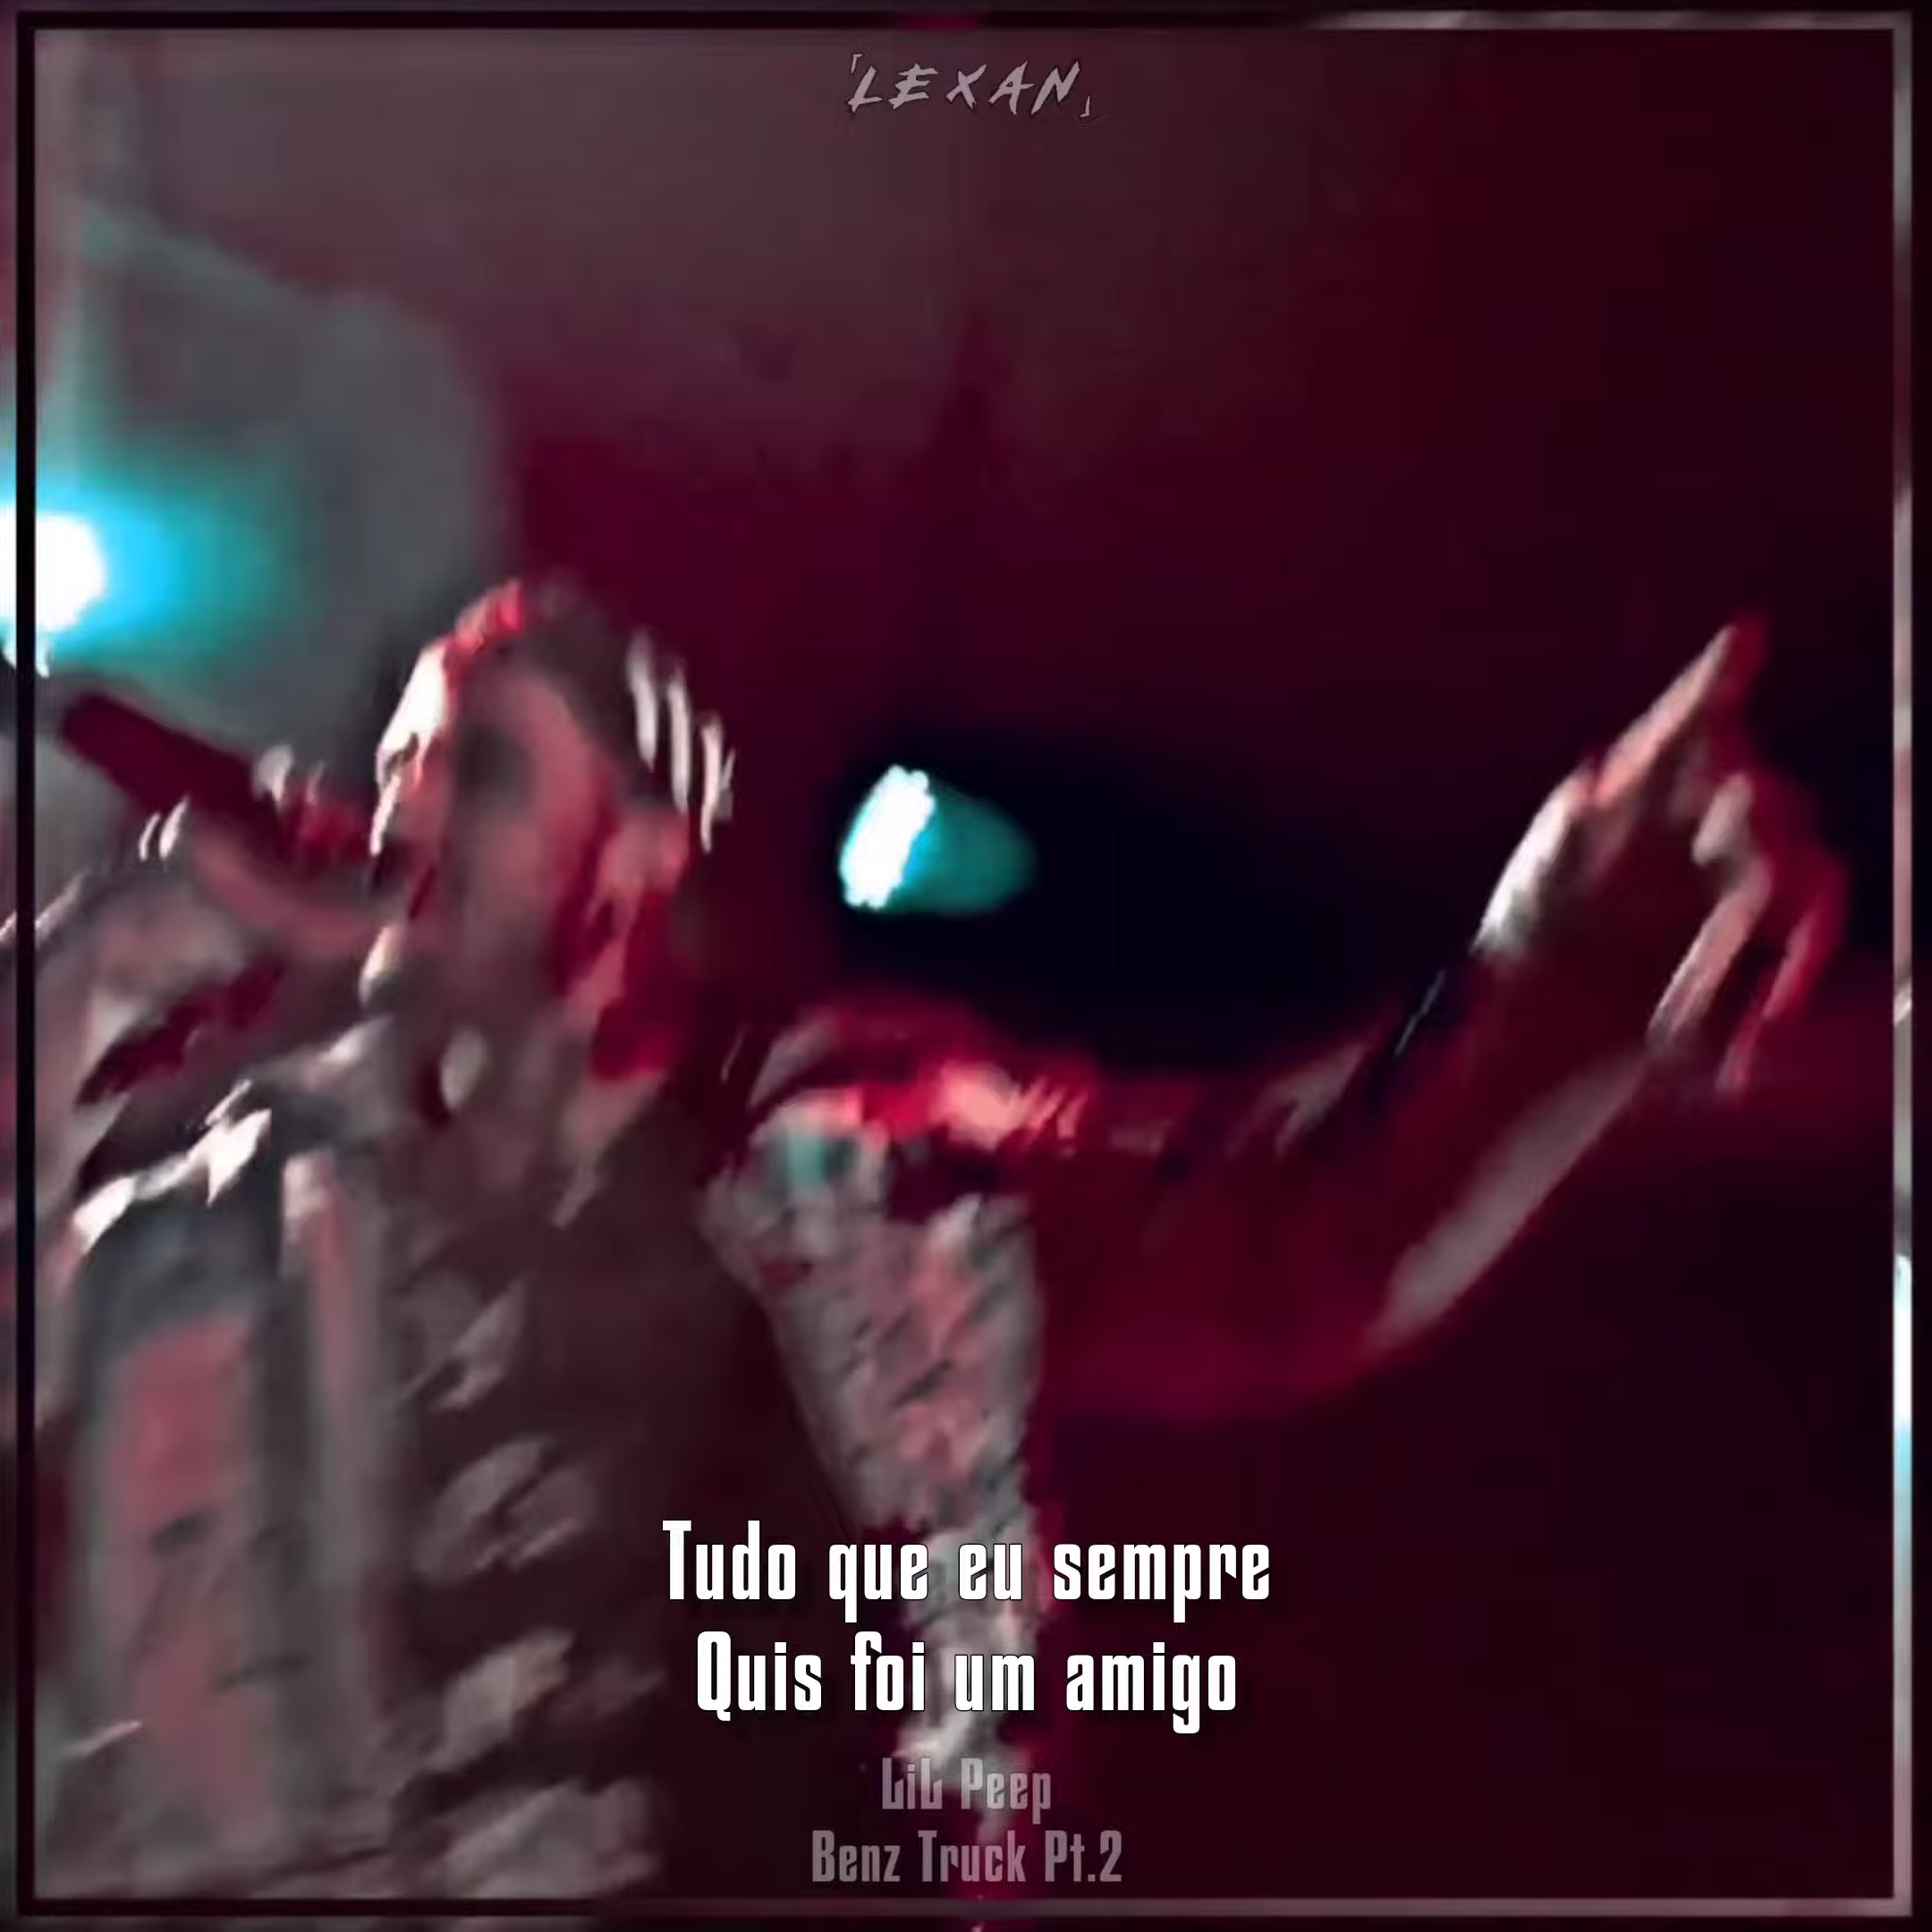 「LEXAN」
Tudo que eu sempre
Quis foi um amigo
LiL Peep
Benz Truck Pt.2